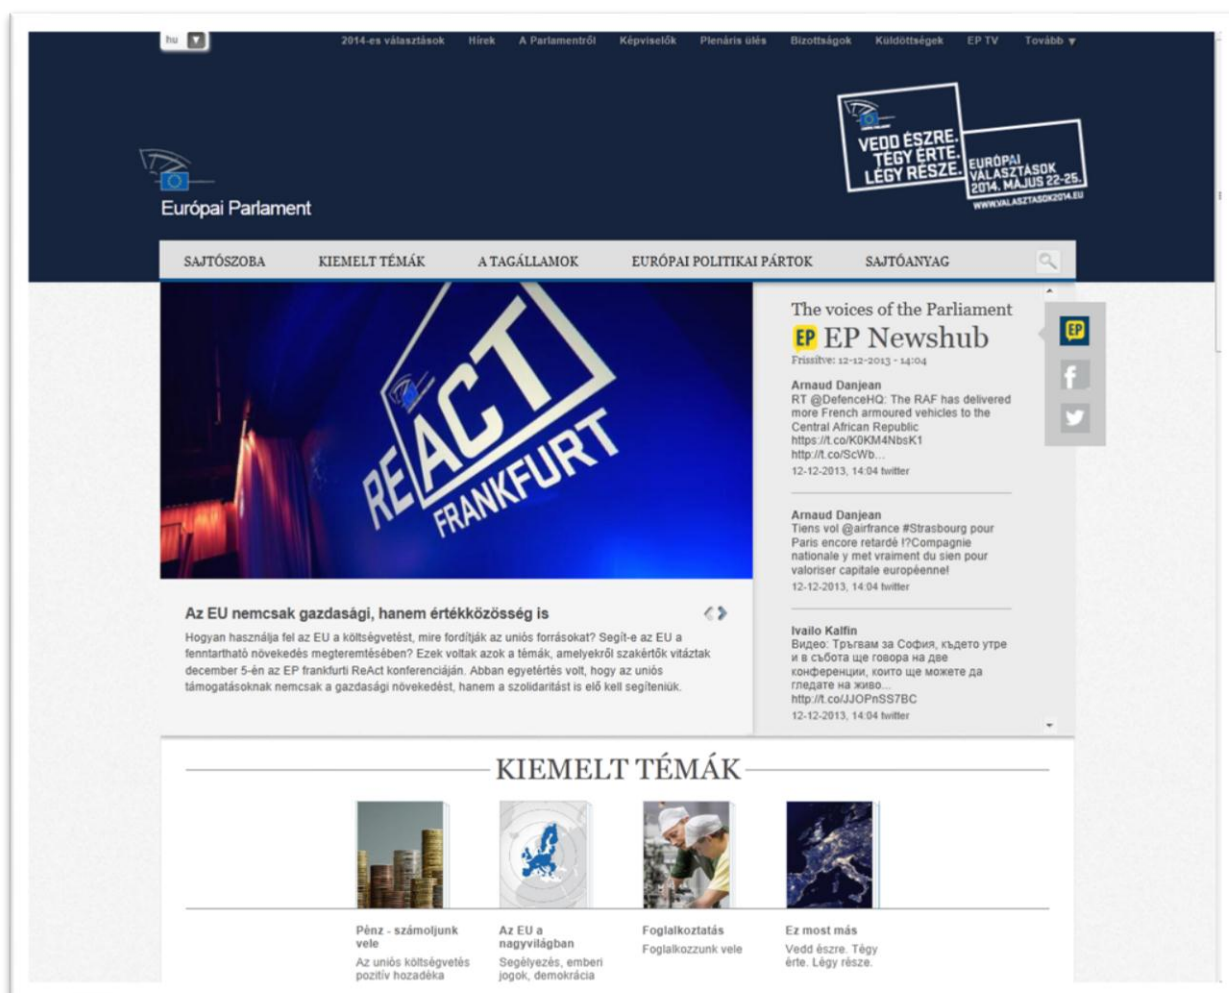 hu
2014-es választások Hírek A Parlamentről Képviselők Plenáris ülés Bizottságok Küldöttségek EP TV Tovább
VEDD ÉSZRE.
TÉGY ÉRTE.
LÉGY RÉSZE.
EURÓPAI
VÁLASZTÁSOK
2014. MÁJUS 22-25.
WWW.VALASZTASOK2014.EU
Európai Parlament
SAJTÓSZOBA KIEMELT TÉMÁK A TAGÁLLAMOK EURÓPAI POLITIKAI PÁRTOK SAJTÓANYAG
REACT
FRANKFURT
Az EU nemcsak gazdasági, hanem értékközösség is
Hogyan használja fel az EU a költségvetést, mire fordítják az uniós forrásokat? Segít-e az EU a
fenntartható növekedés megteremtésében? Ezek voltak azok a témák, amelyekről szakértők vitáztak
december 5-én az EP frankfurti ReAct konferenciáján. Abban egyetértés volt, hogy az uniós
támogatásoknak nemcsak a gazdasági növekedést, hanem a szolidaritást is elő kell segíteniük.
The voices of the Parliament
EP EP Newshub
Frissítve: 12-12-2013 - 14:04
Arnaud Danjean
RT @DefenceHQ: The RAF has delivered
more French armoured vehicles to the
Central African Republic
https://t.co/K0KM4NbsK1
http://t.co/ScWb...
12-12-2013, 14:04 twitter
Arnaud Danjean
Tiens vol @airfrance #Strasbourg pour
Paris encore retardé !?Compagnie
nationale y met vraiment du sien pour
valoriser capitale européenne!
12-12-2013, 14:04 twitter
Ivailo Kalfin
Видео: Тръгвам за София, където утре
и в събота ще говора на две
конференции, които ще можете да
гледате на живо...
http://t.co/JJOPnSS7BC
12-12-2013, 14:04 twitter
EP
KIEMELT TÉMÁK
Pénz - számoljunk
vele
Az uniós költségvetés
pozitív hozadéka
Az EU a
nagyvilágban
Segélyezés, emberi
jogok, demokrácia
Foglalkoztatás
Foglalkozzunk vele
Ez most más
Vedd észre. Tégy
érte. Légy része.